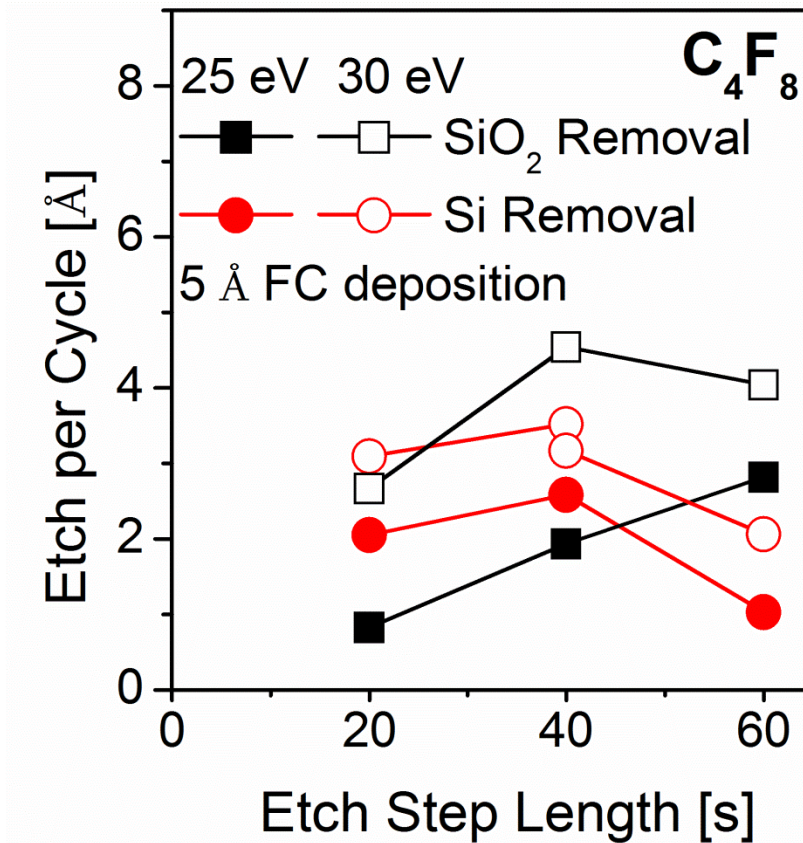 C₄F₈
25 eV 30 eV
SiO₂ Removal
Si Removal
5 Å FC deposition
Etch per Cycle [Å]
8
6
4
2
0
0 20 40 60
Etch Step Length [s]